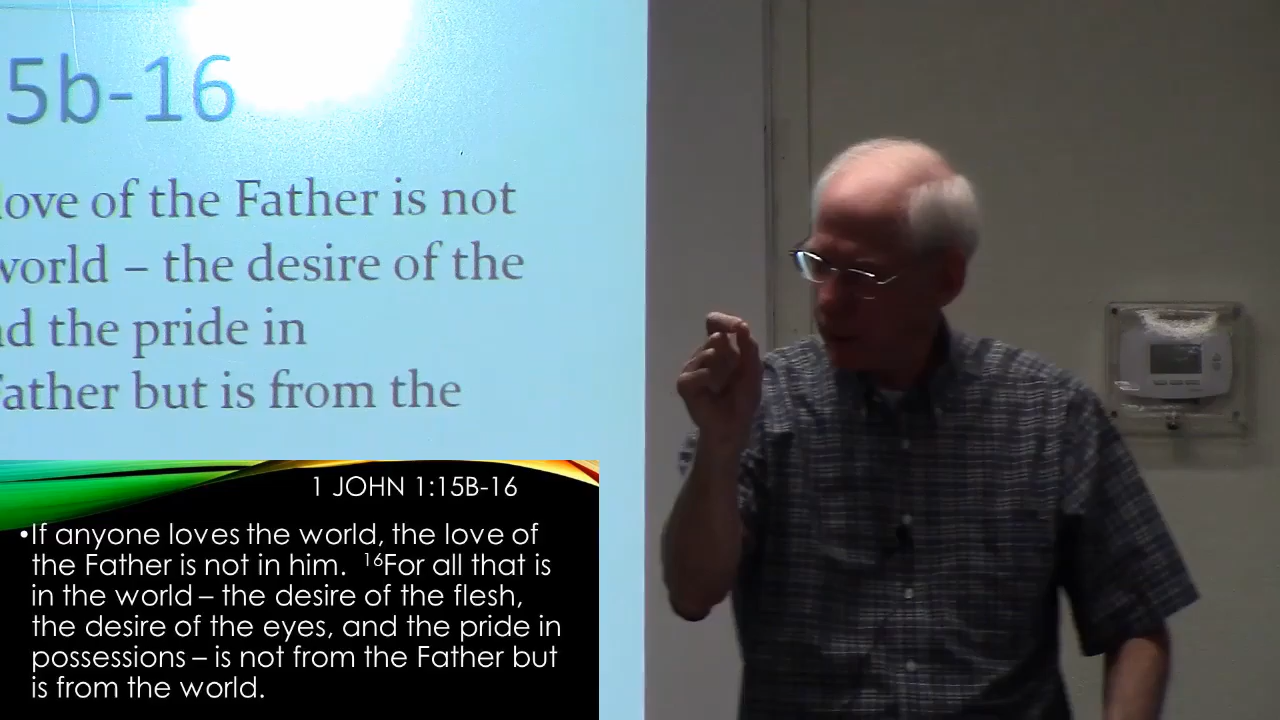 5b-16
love of the Father is not
world – the desire of the
nd the pride in
Father but is from the
1 JOHN 1:15B-16
•If anyone loves the world, the love of
the Father is not in him. ¹⁶For all that is
in the world – the desire of the flesh,
the desire of the eyes, and the pride in
possessions – is not from the Father but
is from the world.